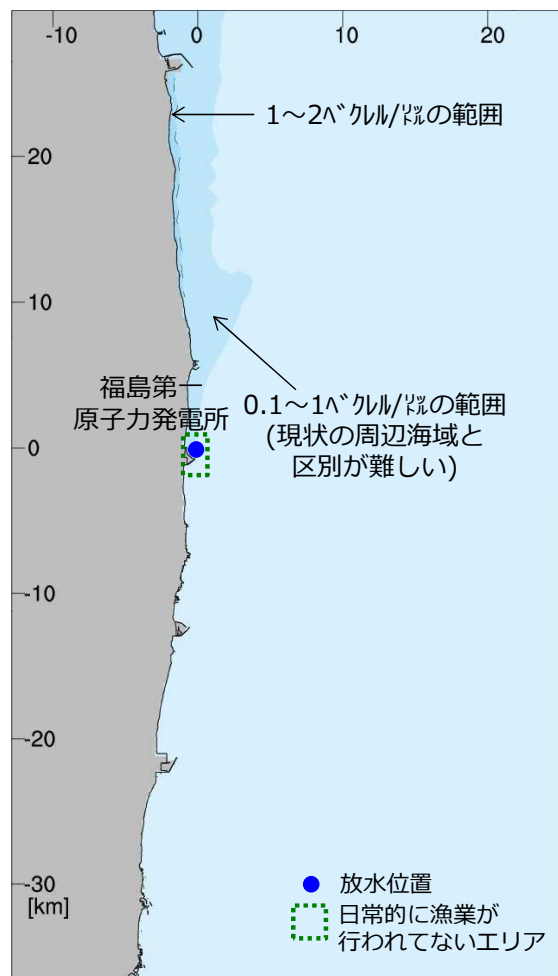 -10 0 10 20
1～2ﾍﾞｸﾚﾙ/㍑の範囲
20
10
福島第一
原子力発電所
0.1～1ﾍﾞｸﾚﾙ/㍑の範囲
(現状の周辺海域と
区別が難しい)
0
-10
-20
-30
[km]
放水位置
日常的に漁業が
行われてないエリア